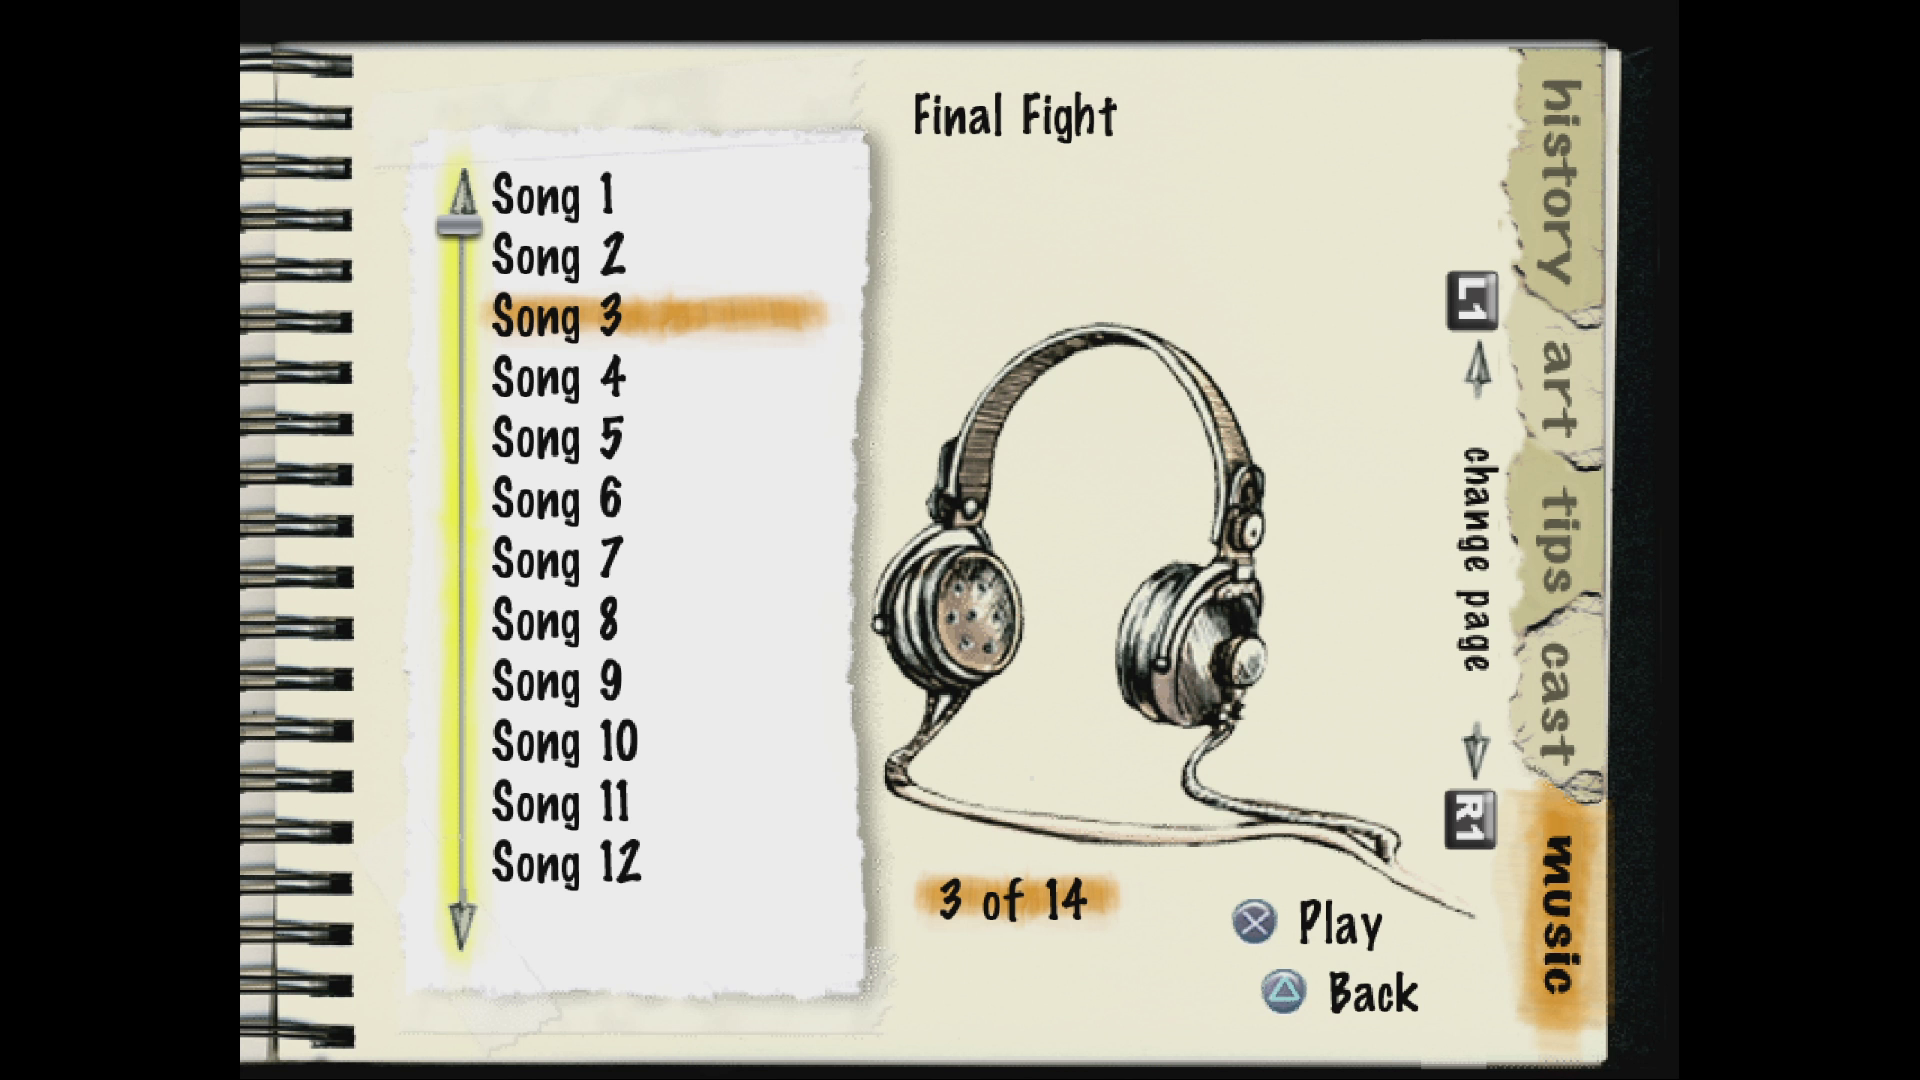 Final Fight
Song 1
Song 2
Song 3
Song 4
Song 5
Song 6
Song 7
Song 8
Song 9
Song 10
Song 11
Song 12
3 of 14
Play
Back
L1
change page
R1
history
art
tips
cast
music